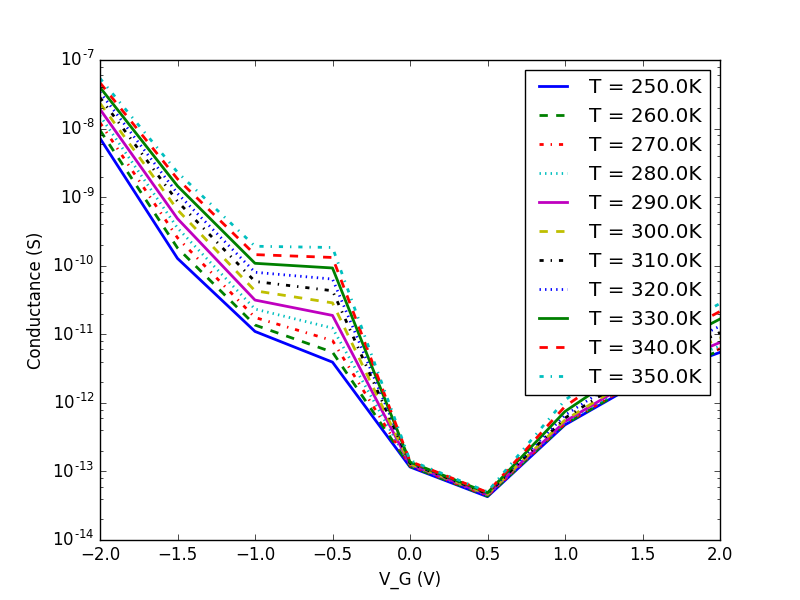 10^-7
10^-8
10^-9
10^-10
10^-11
10^-12
10^-13
10^-14
Conductance (S)
T = 250.0K
T = 260.0K
T = 270.0K
T = 280.0K
T = 290.0K
T = 300.0K
T = 310.0K
T = 320.0K
T = 330.0K
T = 340.0K
T = 350.0K
−2.0 −1.5 −1.0 −0.5 0.0 0.5 1.0 1.5 2.0
V_G (V)